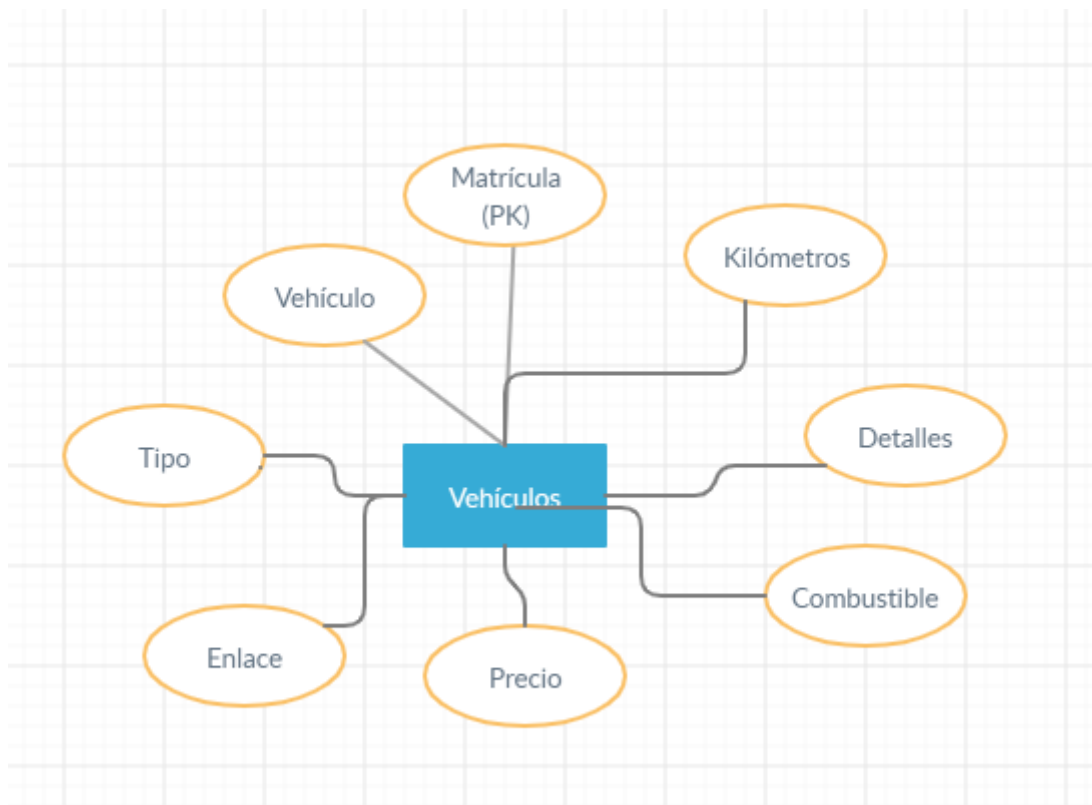 Matrícula
(PK)
Kilómetros
Vehículo
Detalles
Tipo
Vehículos
Combustible
Enlace
Precio